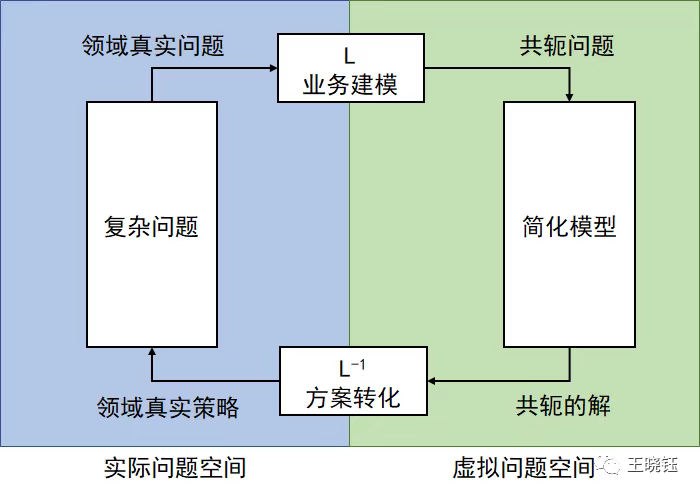 领域真实问题
L
业务建模
共轭问题
复杂问题
简化模型
领域真实策略
L⁻¹
方案转化
共轭的解
实际问题空间
虚拟问题空间
王晓钰